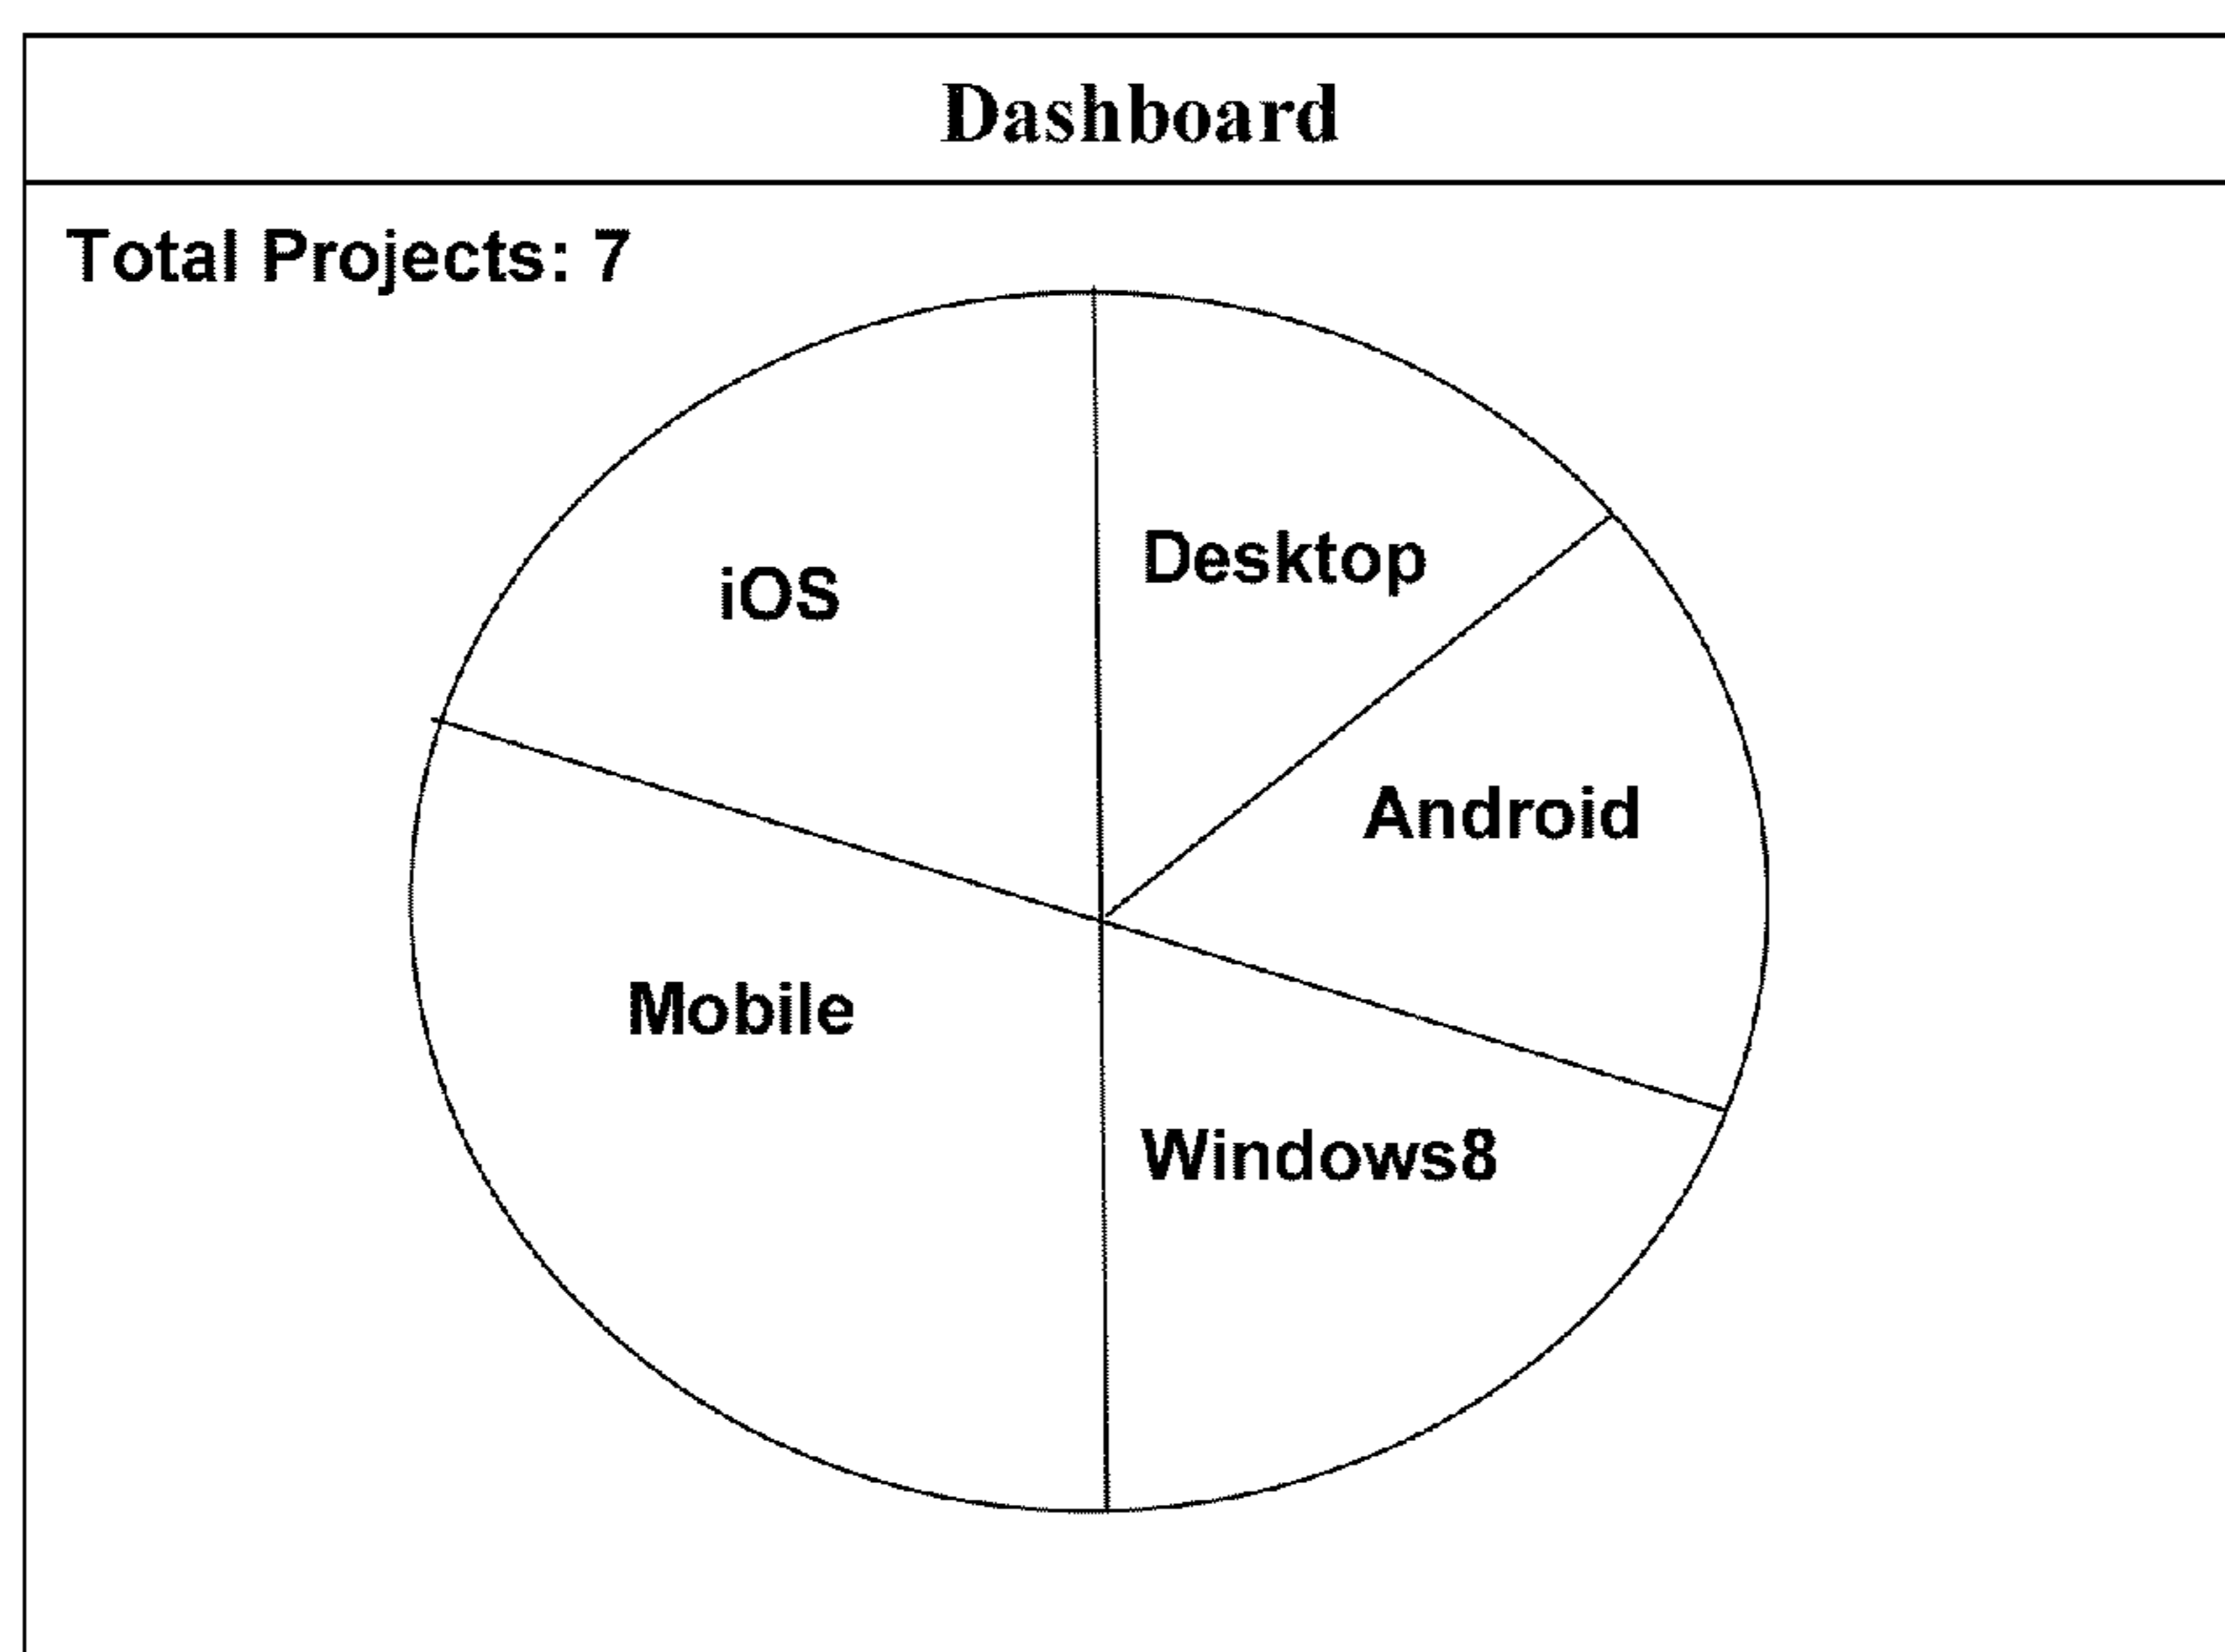 Dashboard
Total Projects: 7
Desktop
iOS
Android
Mobile
Windows8